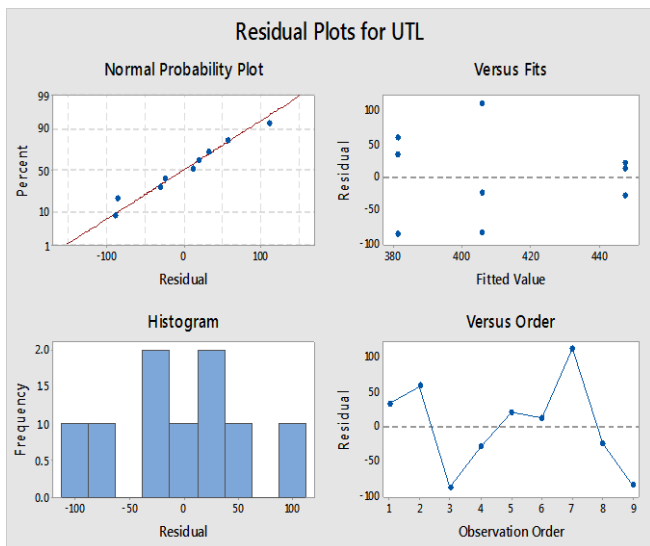 Residual Plots for UTL
Normal Probability Plot
99
90
50
10
1
Percent
-100 0 100
Residual
Versus Fits
100
50
0
-50
-100
Residual
380 400 420 440
Fitted Value
Histogram
2.0
1.5
1.0
0.5
0.0
Frequency
-100 -50 0 50 100
Residual
Versus Order
100
50
0
-50
-100
Residual
1 2 3 4 5 6 7 8 9
Observation Order